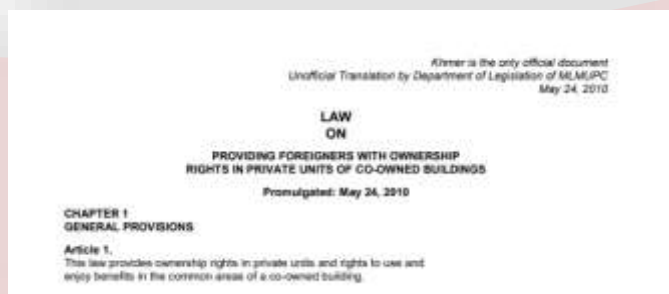 Khmer is the only official document
Unofficial Translation by Department of Legislation of MLMUPC
May 24, 2010
LAW
ON
PROVIDING FOREIGNERS WITH OWNERSHIP
RIGHTS IN PRIVATE UNITS OF CO-OWNED BUILDINGS
Promulgated: May 24, 2010
CHAPTER 1
GENERAL PROVISIONS
Article 1.
This law provides ownership rights in private units and rights to use and
enjoy benefits in the common areas of a co-owned building.